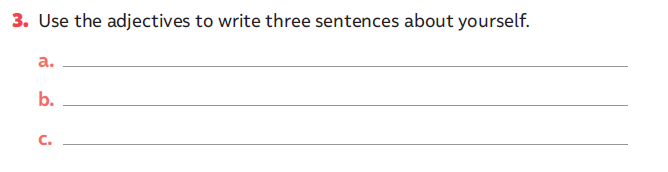 3. Use the adjectives to write three sentences about yourself.
a.
b.
c.